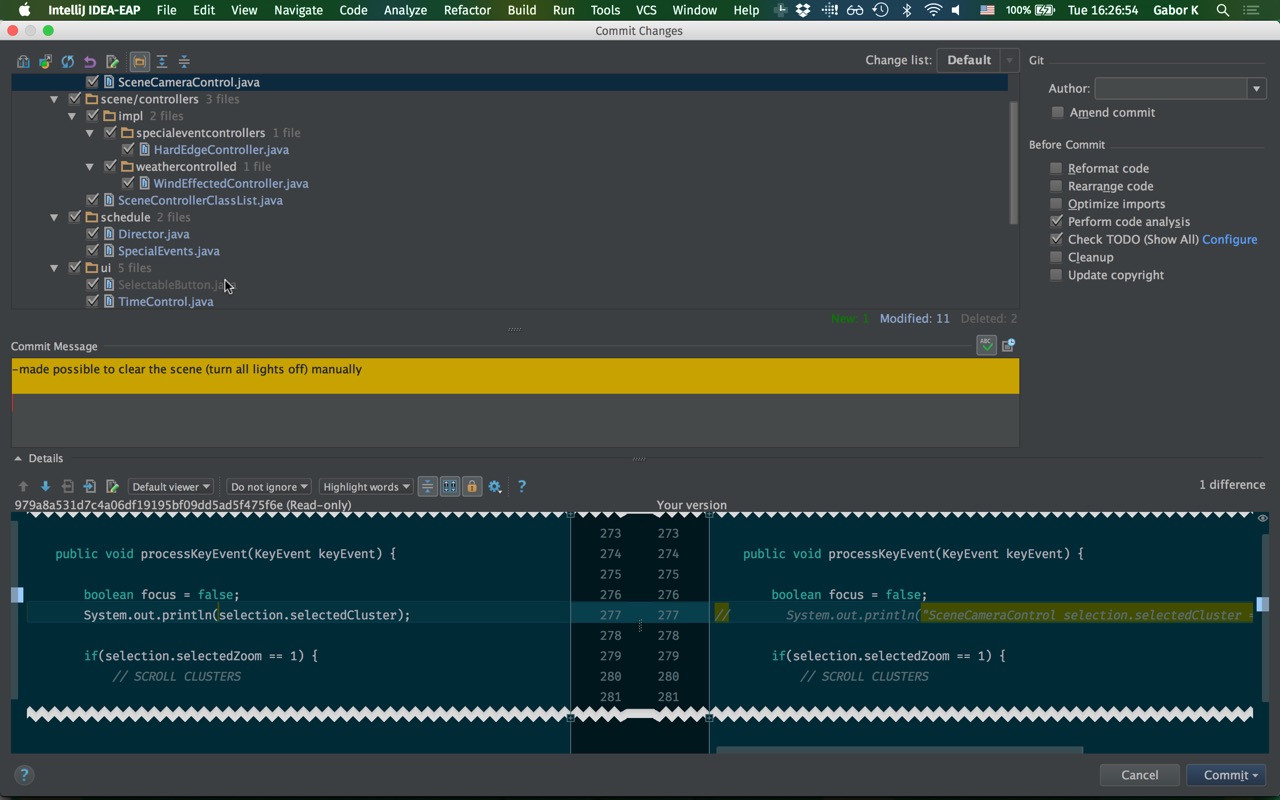 IntelliJ IDEA-EAP File Edit View Navigate Code Analyze Refactor Build Run Tools VCS Window Help 100% Tue 16:26:54 Gabor K
Commit Changes
Change list: Default
Git
SceneCameraControl.java
scene/controllers 3 files
impl 2 files
specialeventcontrollers 1 file
HardEdgeController.java
weathercontrolled 1 file
WindEffectedController.java
SceneControllerClassList.java
schedule 2 files
Director.java
SpecialEvents.java
ui 5 files
SelectableButton.java
TimeControl.java
New: 1 Modified: 11 Deleted: 2
Author:
Amend commit
Before Commit
Reformat code
Rearrange code
Optimize imports
Perform code analysis
Check TODO (Show All) Configure
Cleanup
Update copyright
Commit Message
ABC
-made possible to clear the scene (turn all lights off) manually
Details
Default viewer Do not ignore Highlight words ? 1 difference
979a8a531d7c4a06df19195bf09dd5ad5f475f6e (Read-only) Your version
273 273
public void processKeyEvent(KeyEvent keyEvent) { 274 274 public void processKeyEvent(KeyEvent keyEvent) {
275 275
boolean focus = false; 276 276 boolean focus = false;
System.out.println(selection.selectedCluster); 277 277 // System.out.println("SceneCameraControl selection.selectedCluster =
278 278
if(selection.selectedZoom == 1) { 279 279 if(selection.selectedZoom == 1) {
// SCROLL CLUSTERS 280 280 // SCROLL CLUSTERS
281 281
? Cancel Commit